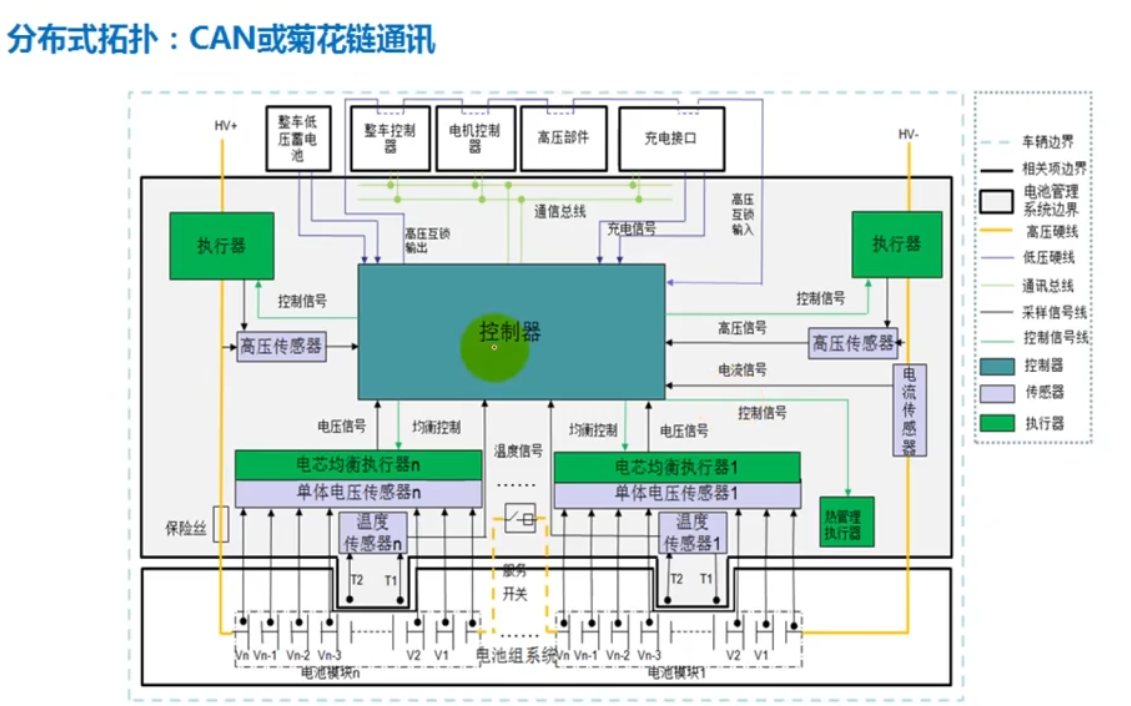 分布式拓扑：CAN或菊花链通讯
HV+
整车低
压蓄电
池
整车控制
器
电机控制
器
高压部件
充电接口
HV-
通信总线
高压互锁
输出
充电信号
高压
互锁
输入
执行器
执行器
控制信号
控制信号
高压传感器
控制器
高压信号
高压传感器
电流信号
电流传感器
控制信号
电压信号
均衡控制
温度信号
均衡控制
电压信号
电芯均衡执行器n
单体电压传感器n
电芯均衡执行器1
单体电压传感器1
......
保险丝
温度
传感器n
温度
传感器1
热管理
执行器
T2
T1
服务
开关
T2
T1
Vn
Vn-1
Vn-2
Vn-3
V2
V1
......
电池组系统
Vn
Vn-1
Vn-2
Vn-3
V2
V1
电池模块n
电池模块1
车辆边界
相关项边界
电池管理
系统边界
高压硬线
低压硬线
通讯总线
采样信号线
控制信号线
控制器
传感器
执行器